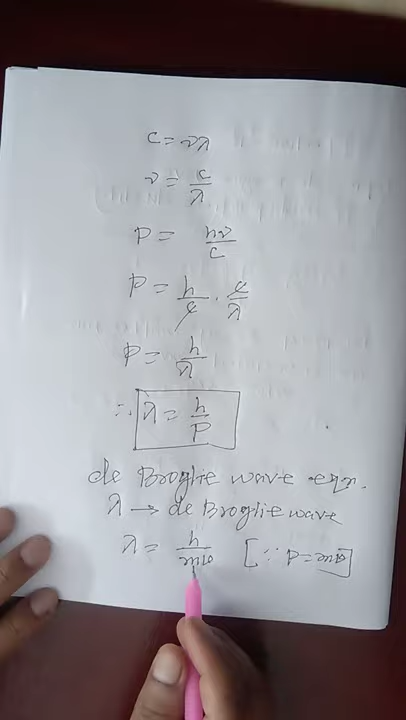 c = νλ
ν = c/λ
p = hν/c
p = h/c · c/λ
p = h/λ
∴ λ = h/p
de Broglie wave eqn.
λ → de Broglie wave
λ = h/mv [∵ p = mv]